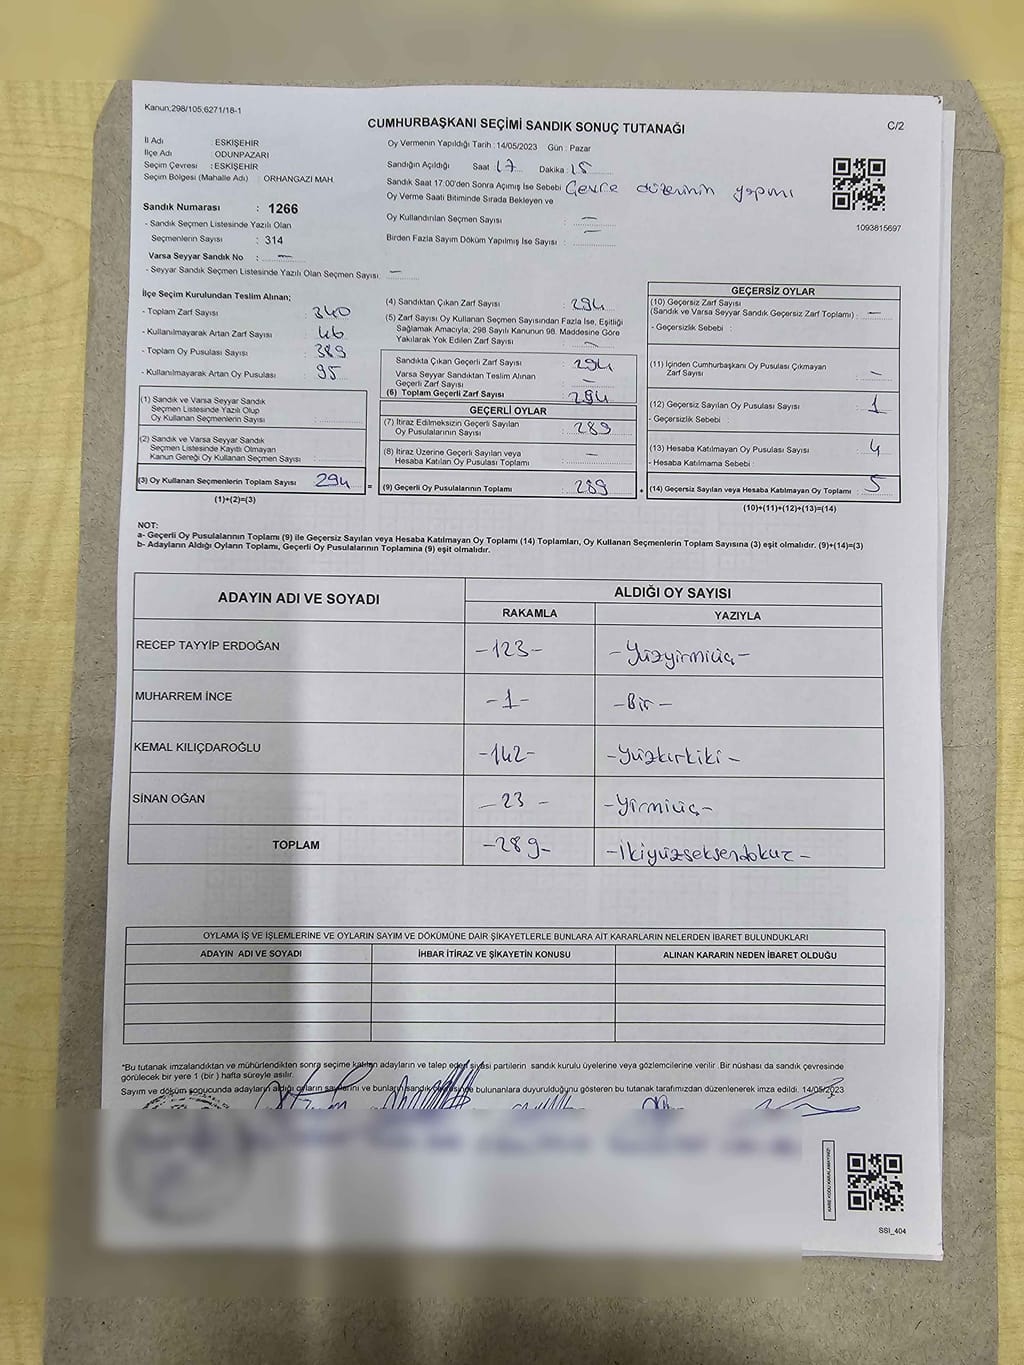 Kanun;298/105;6271/18-1
CUMHURBAŞKANI SEÇİMİ SANDIK SONUÇ TUTANAĞI
C/2
İl Adı : ESKİŞEHİR
İlçe Adı ODUNPAZARI
Seçim Çevresi : ESKİŞEHİR
Seçim Bölgesi (Mahalle Adı) : ORHANGAZI MAH.
Sandık Numarası : 1266
- Sandık Seçmen Listesinde Yazılı Olan
Seçmenlerin Sayısı : 314
Varsa Seyyar Sandık No : —
- Seyyar Sandık Seçmen Listesinde Yazılı Olan Seçmen Sayısı: —
Oy Vermenin Yapıldığı Tarih : 14/05/2023 Gün : Pazar
Sandığın Açıldığı Saat 17 Dakika 15
Sandık Saat 17:00'den Sonra Açımış İse Sebebi Çevre düzeninin yapımı
Oy Verme Saati Bitiminde Sırada Bekleyen ve
Oy Kullandırılan Seçmen Sayısı : —
Birden Fazla Sayım Döküm Yapılmış İse Sayısı : —
1093815697
İlçe Seçim Kurulundan Teslim Alınan;
- Toplam Zarf Sayısı : 340
- Kullanılmayarak Artan Zarf Sayısı : 46
- Toplam Oy Pusulası Sayısı : 389
- Kullanılmayarak Artan Oy Pusulası : 95
(1) Sandık ve Varsa Seyyar Sandık
Seçmen Listesinde Yazılı Olup
Oy Kullanan Seçmenlerin Sayısı :
(2) Sandık ve Varsa Seyyar Sandık
Seçmen Listesinde Kayıtlı Olmayan
Kanun Gereği Oy Kullanan Seçmen Sayısı :
(3) Oy Kullanan Seçmenlerin Toplam Sayısı 294
(1)+(2)=(3)
(4) Sandıktan Çıkan Zarf Sayısı : 294
(5) Zarf Sayısı Oy Kullanan Seçmen Sayısından Fazla İse, Eşitliği
Sağlamak Amacıyla; 298 Sayılı Kanunun 98. Maddesine Göre
Yakılarak Yok Edilen Zarf Sayısı : —
Sandıkta Çıkan Geçerli Zarf Sayısı : 294
Varsa Seyyar Sandıktan Teslim Alınan
Geçerli Zarf Sayısı : —
(6) Toplam Geçerli Zarf Sayısı : 294
GEÇERLİ OYLAR
(7) İtiraz Edilmeksizin Geçerli Sayılan
Oy Pusulalarının Sayısı : 289
(8) İtiraz Üzerine Geçerli Sayılan veya
Hesaba Katılan Oy Pusulası Toplamı : —
= (9) Geçerli Oy Pusulalarının Toplamı : 289
GEÇERSİZ OYLAR
(10) Geçersiz Zarf Sayısı
(Sandık ve Varsa Seyyar Sandık Geçersiz Zarf Toplamı) : —
- Geçersizlik Sebebi :
(11) İçinden Cumhurbaşkanı Oy Pusulası Çıkmayan
Zarf Sayısı : —
(12) Geçersiz Sayılan Oy Pusulası Sayısı : 1
- Geçersizlik Sebebi :
(13) Hesaba Katılmayan Oy Pusulası Sayısı : 4
- Hesaba Katılmama Sebebi :
(14) Geçersiz Sayılan veya Hesaba Katılmayan Oy Toplamı : 5
(10)+(11)+(12)+(13)=(14)
NOT:
a- Geçerli Oy Pusulalarının Toplamı (9) ile Geçersiz Sayılan veya Hesaba Katılmayan Oy Toplamı (14) Toplamları, Oy Kullanan Seçmenlerin Toplam Sayısına (3) eşit olmalıdır. (9)+(14)=(3)
b- Adayların Aldığı Oyların Toplamı, Geçerli Oy Pusulalarının Toplamına (9) eşit olmalıdır.
ADAYIN ADI VE SOYADI
ALDIĞI OY SAYISI
RAKAMLA YAZIYLA
RECEP TAYYİP ERDOĞAN -123- -Yüzyirmiüç-
MUHARREM İNCE -1- -Bir-
KEMAL KILIÇDAROĞLU -142- -Yüzkırkiki-
SİNAN OĞAN -23- -Yirmiüç-
TOPLAM -289- -İkiyüzseksendokuz-
OYLAMA İŞ VE İŞLEMLERİNE VE OYLARIN SAYIM VE DÖKÜMÜNE DAİR ŞİKAYETLERLE BUNLARA AİT KARARLARIN NELERDEN İBARET BULUNDUKLARI
ADAYIN ADI VE SOYADI İHBAR İTİRAZ VE ŞİKAYETİN KONUSU ALINAN KARARIN NEDEN İBARET OLDUĞU
"Bu tutanak imzalandıktan ve mühürlendikten sonra seçime katılan adayların ve talep eden siyasi partilerin sandık kurulu üyelerine veya gözlemcilerine verilir .Bir nüshası da sandık çevresinde
görülecek bir yere 1 (bir ) hafta süreyle asılır.
Sayım ve döküm sonucunda adayların aldığı oyların sayılarını ve bunların sandık çevresinde bulunanlara duyurulduğunu gösteren bu tutanak tarafımızdan düzenlenerek imza edildi. 14/05/2023
KARE KODU KARALAMAYINIZ!
SSI_404